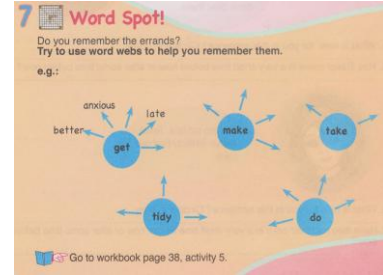 7 Word Spot!
Do you remember the errands?
Try to use word webs to help you remember them.
e.g.:
anxious
late
better
get
make
take
tidy
do
Go to workbook page 38, activity 5.